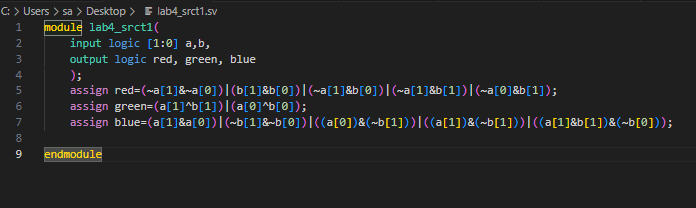 C: > Users > sa > Desktop > lab4_srct1.sv
1 module lab4_srct1(
2 input logic [1:0] a,b,
3 output logic red, green, blue
4 );
5 assign red=(~a[1]&~a[0])|(b[1]&b[0])|(~a[1]&b[0])|(~a[1]&b[1])|(~a[0]&b[1]);
6 assign green=(a[1]^b[1])|(a[0]^b[0]);
7 assign blue=(a[1]&a[0])|(~b[1]&~b[0])|((a[0])&(~b[1]))|((a[1])&(~b[1]))|((a[1]&b[1])&(~b[0]));
8
9 endmodule